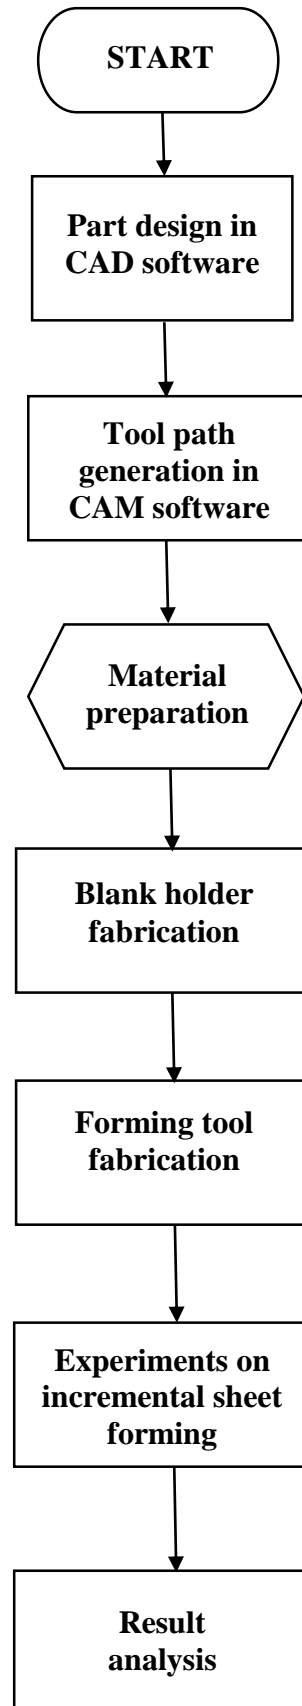 START
Part design in
CAD software
Tool path
generation in
CAM software
Material
preparation
Blank holder
fabrication
Forming tool
fabrication
Experiments on
incremental sheet
forming
Result
analysis